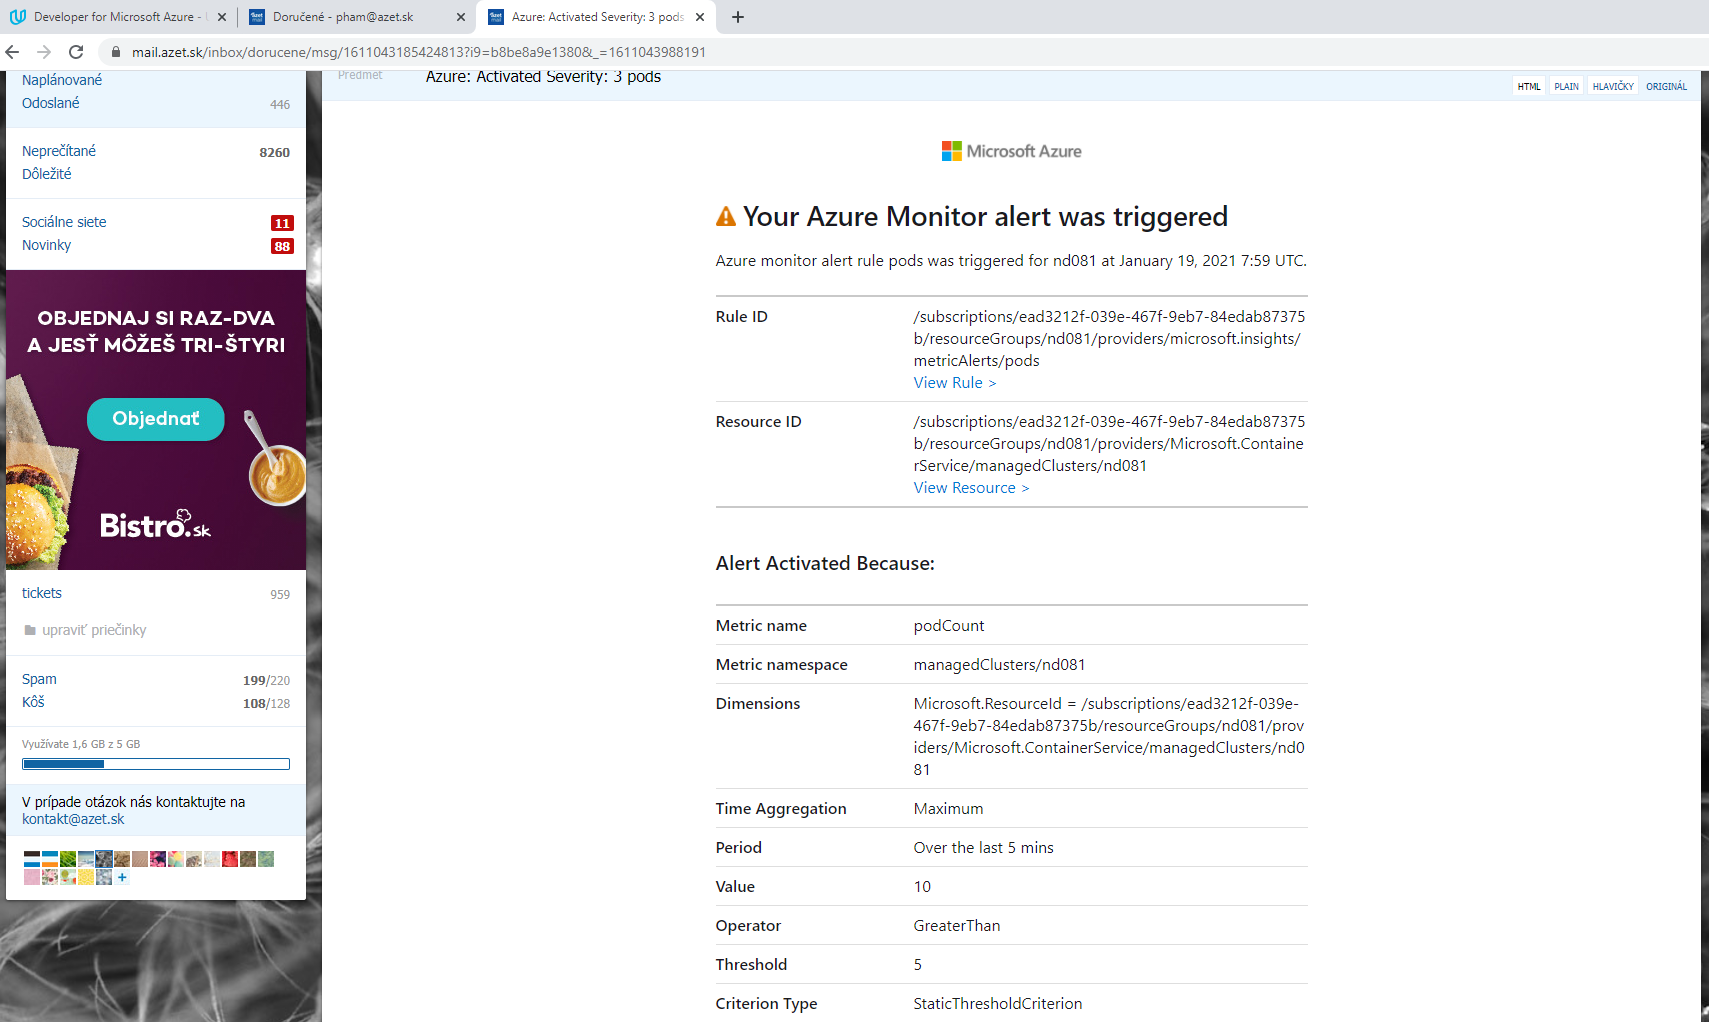 Developer for Microsoft Azure -
Doručené - pham@azet.sk
Azure: Activated Severity: 3 pods
mail.azet.sk/inbox/dorucene/msg/1611043185424813?i9=b8be8a9e1380&_=1611043988191
Naplánované
Odoslané 446
Neprečítané 8260
Dôležité
Sociálne siete 11
Novinky 88
OBJEDNAJ SI RAZ-DVA
A JESŤ MÔŽEŠ TRI-ŠTYRI
Objednať
Bistro.sk
tickets 959
upraviť priečinky
Spam 199/220
Kôš 108/128
Využívate 1,6 GB z 5 GB
V prípade otázok nás kontaktujte na
kontakt@azet.sk
Predmet Azure: Activated Severity: 3 pods
HTML PLAIN HLAVIČKY ORIGINÁL
Microsoft Azure
Your Azure Monitor alert was triggered
Azure monitor alert rule pods was triggered for nd081 at January 19, 2021 7:59 UTC.
Rule ID /subscriptions/ead3212f-039e-467f-9eb7-84edab87375
b/resourceGroups/nd081/providers/microsoft.insights/
metricAlerts/pods
View Rule >
Resource ID /subscriptions/ead3212f-039e-467f-9eb7-84edab87375
b/resourceGroups/nd081/providers/Microsoft.Containe
rService/managedClusters/nd081
View Resource >
Alert Activated Because:
Metric name podCount
Metric namespace managedClusters/nd081
Dimensions Microsoft.ResourceId = /subscriptions/ead3212f-039e-
467f-9eb7-84edab87375b/resourceGroups/nd081/prov
iders/Microsoft.ContainerService/managedClusters/nd0
81
Time Aggregation Maximum
Period Over the last 5 mins
Value 10
Operator GreaterThan
Threshold 5
Criterion Type StaticThresholdCriterion